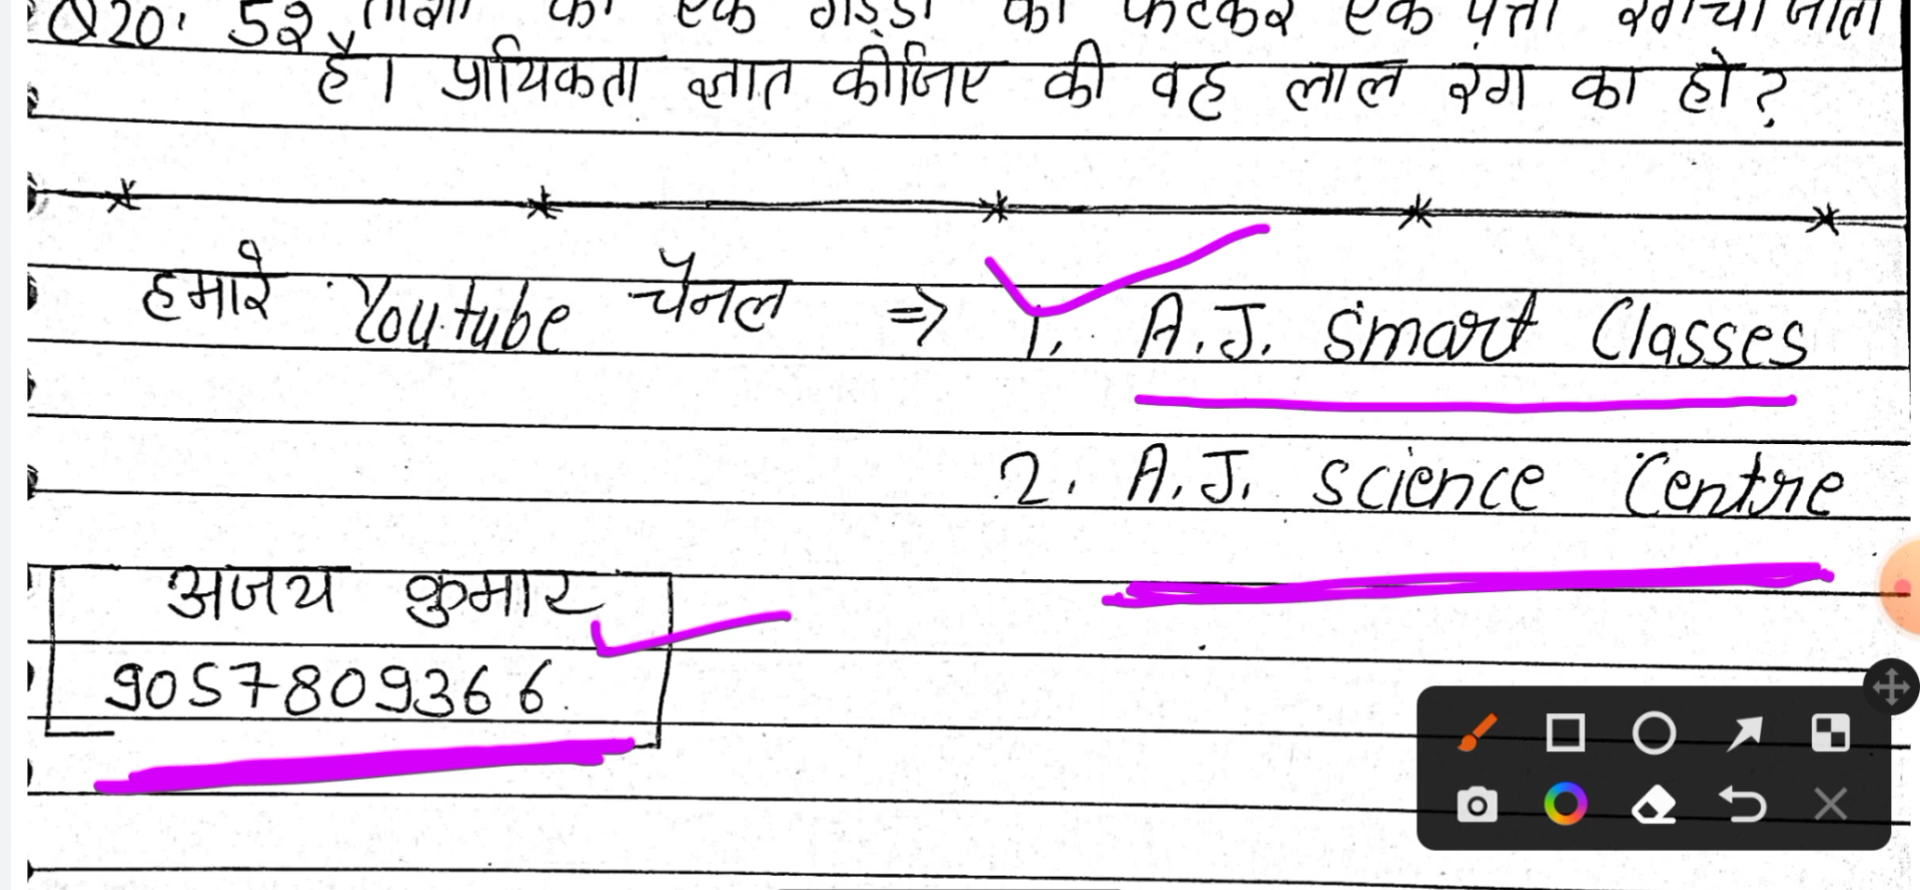 Q20. 52 ताशों की एक गड्डी को फेंटकर एक पत्ता खींचा जाता
है। प्रायिकता ज्ञात कीजिए की वह लाल रंग का हो?
हमारे Youtube चैनल => 1. A.J. smart Classes
2. A.J. science Centre
अजय कुमार
9057809366